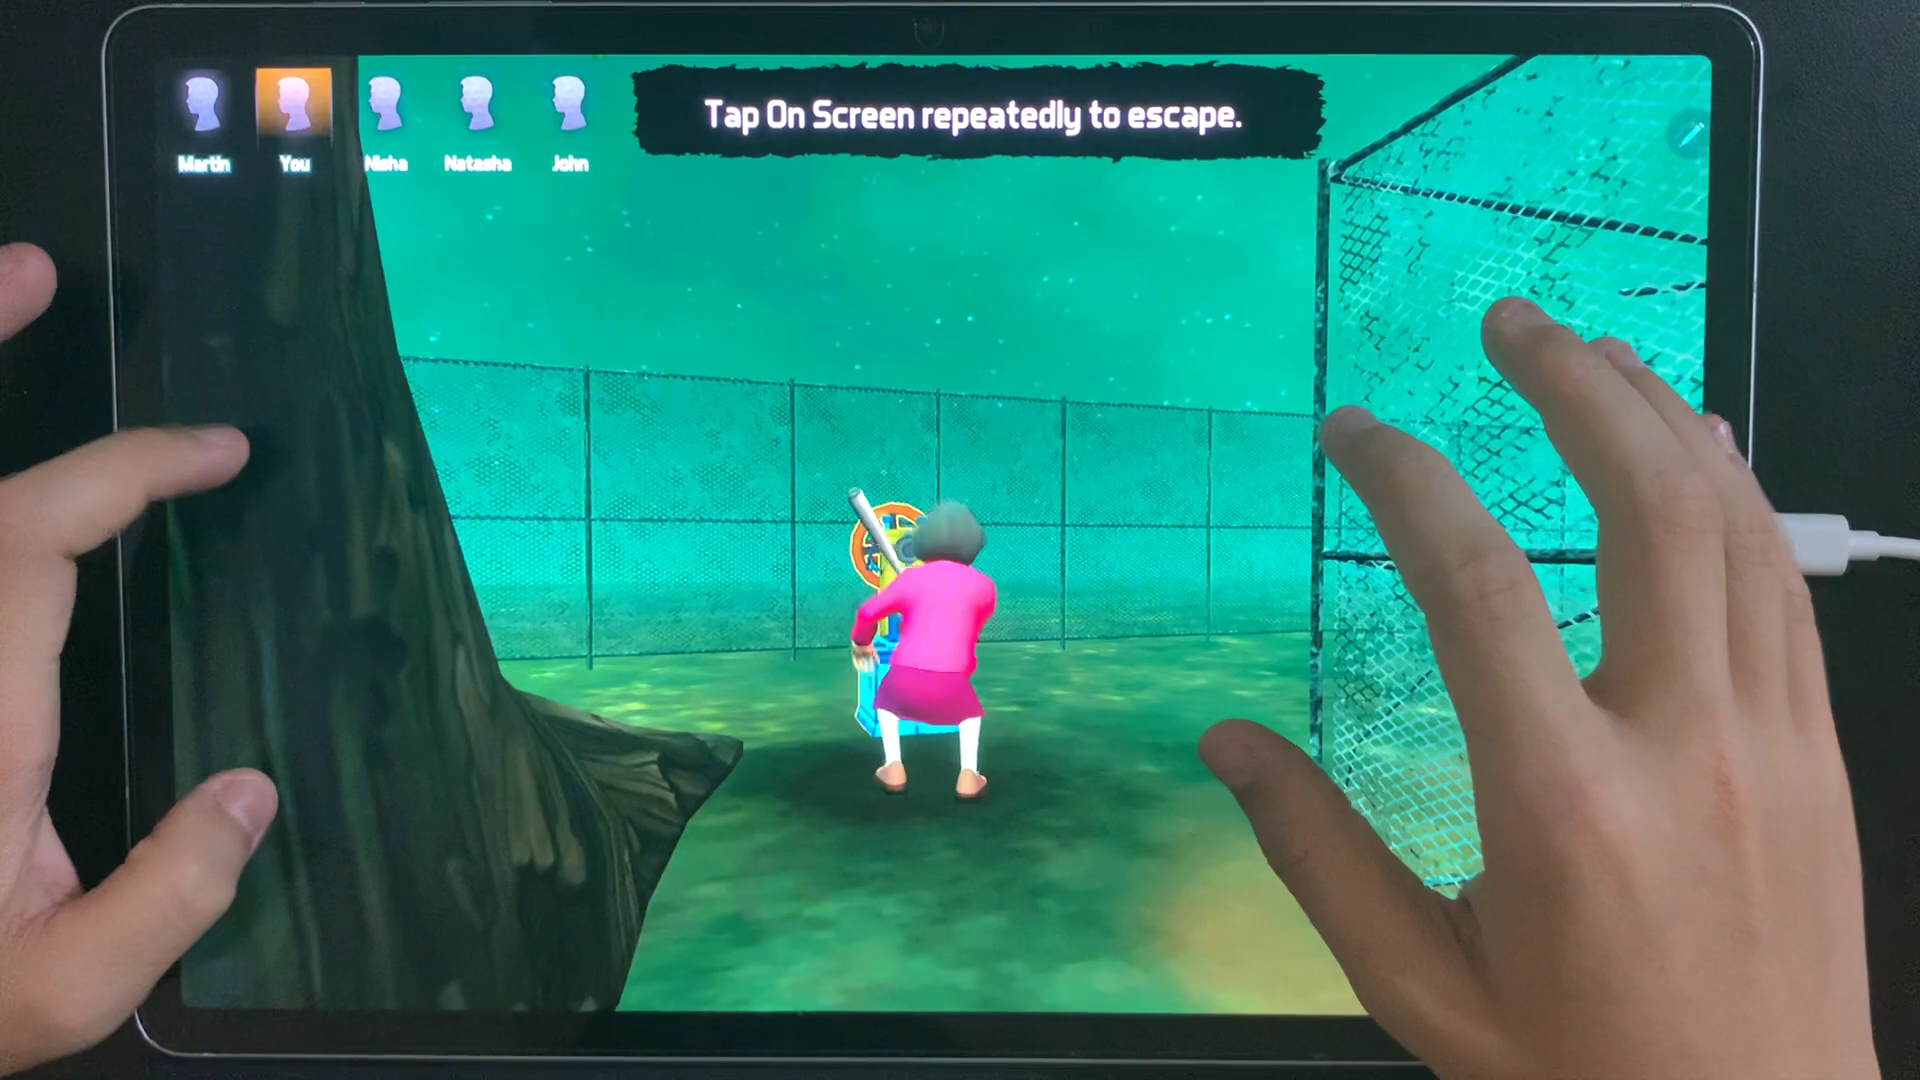 Tap On Screen repeatedly to escape.
Martin
You
Nisha
Natasha
John